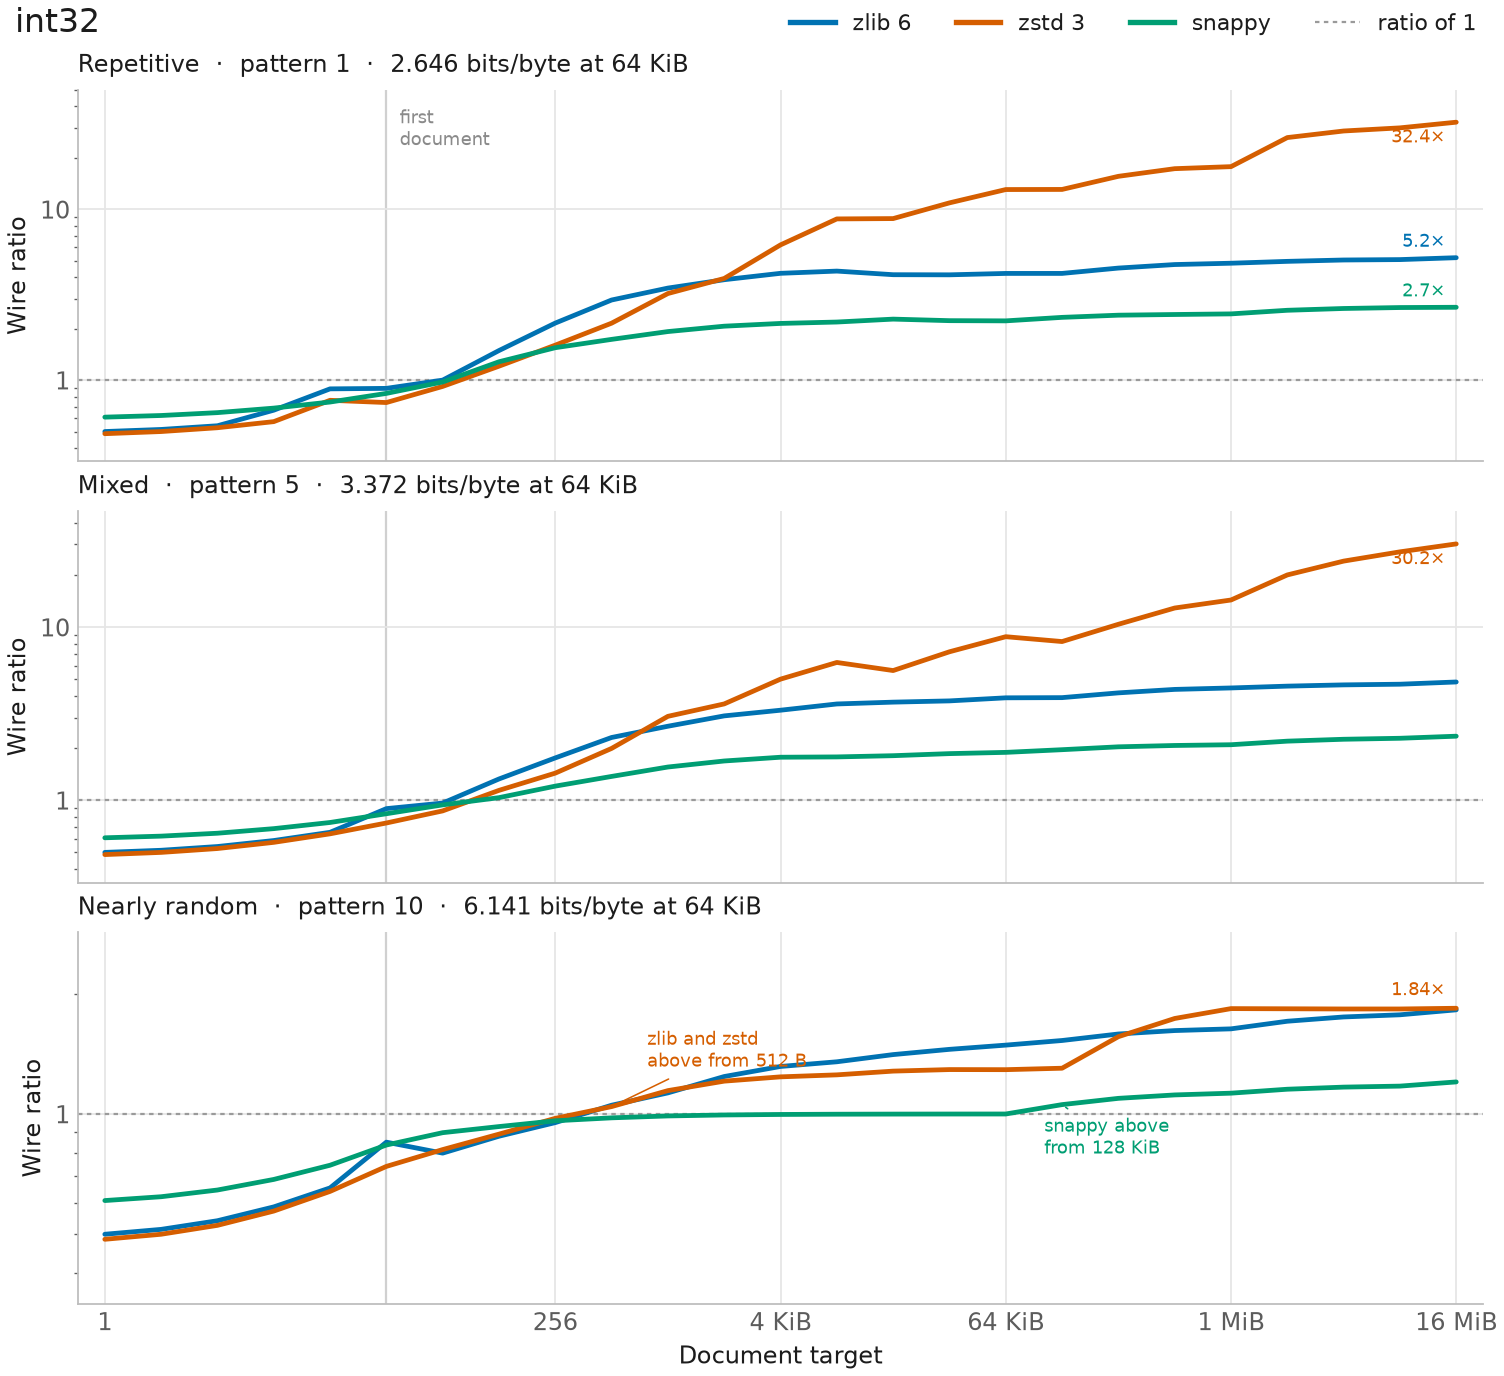 int32
zlib 6
zstd 3
snappy
ratio of 1
Repetitive · pattern 1 · 2.646 bits/byte at 64 KiB
first
document
32.4×
10
5.2×
2.7×
1
Wire ratio
Mixed · pattern 5 · 3.372 bits/byte at 64 KiB
30.2×
10
1
Wire ratio
Nearly random · pattern 10 · 6.141 bits/byte at 64 KiB
1.84×
zlib and zstd
above from 512 B
1
snappy above
from 128 KiB
Wire ratio
1
256
4 KiB
64 KiB
1 MiB
16 MiB
Document target